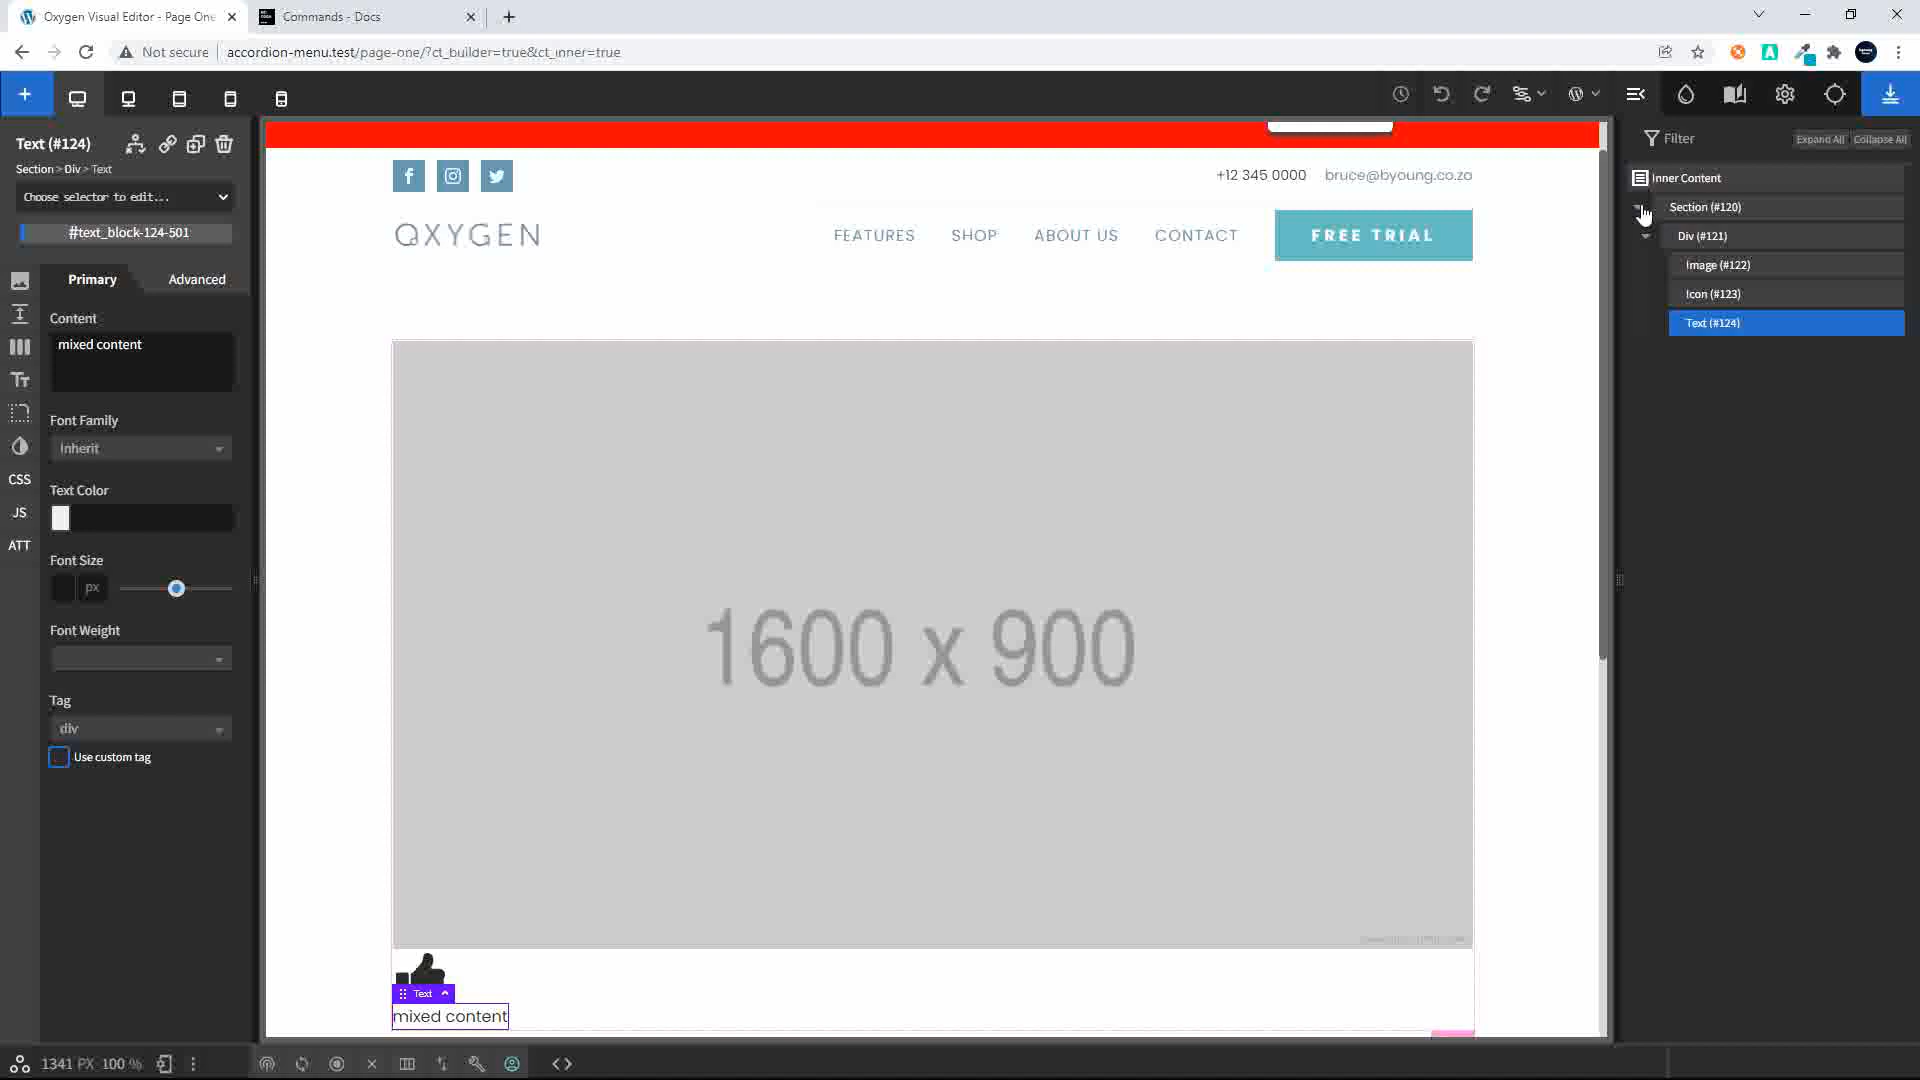 Oxygen Visual Editor - Page One
Commands - Docs
Not secure
accordion-menu.test/page-one/?ct_builder=true&ct_inner=true
Text (#124)
Section > Div > Text
Choose selector to edit...
#text_block-124-501
Primary
Advanced
Content
mixed content
Font Family
Inherit
Text Color
Font Size
px
Font Weight
Tag
div
Use custom tag
CSS
JS
ATT
+12 345 0000
bruce@byoung.co.za
OXYGEN
FEATURES
SHOP
ABOUT US
CONTACT
FREE TRIAL
1600 x 900
Text
mixed content
Filter
Expand All
Collapse All
Inner Content
Section (#120)
Div (#121)
Image (#122)
Icon (#123)
Text (#124)
1341 PX 100 %